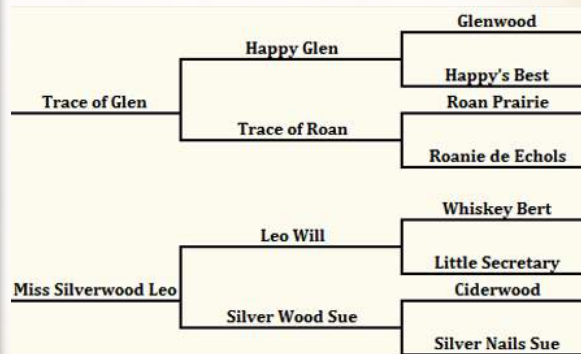 Glenwood
Happy Glen
Happy's Best
Trace of Glen
Roan Prairie
Trace of Roan
Roanie de Echols
Whiskey Bert
Leo Will
Little Secretary
Miss Silverwood Leo
Ciderwood
Silver Wood Sue
Silver Nails Sue